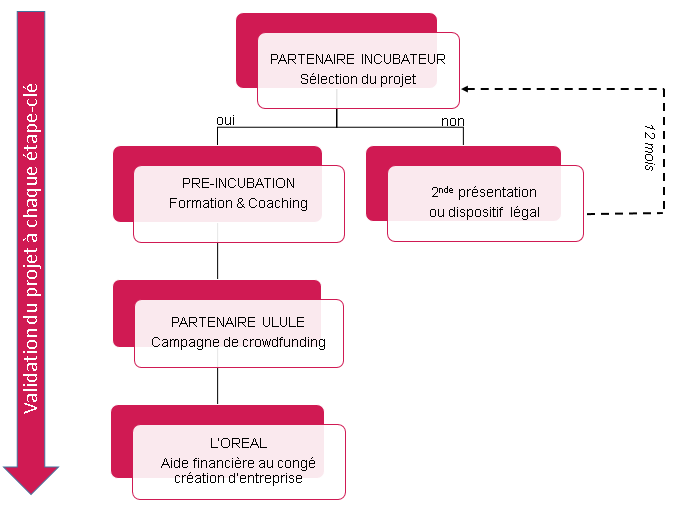 Validation du projet à chaque étape-clé
PARTENAIRE INCUBATEUR
Sélection du projet
oui
non
12 mois
PRE-INCUBATION
Formation & Coaching
2nde présentation
ou dispositif légal
PARTENAIRE ULULE
Campagne de crowdfunding
L'OREAL
Aide financière au congé
création d'entreprise